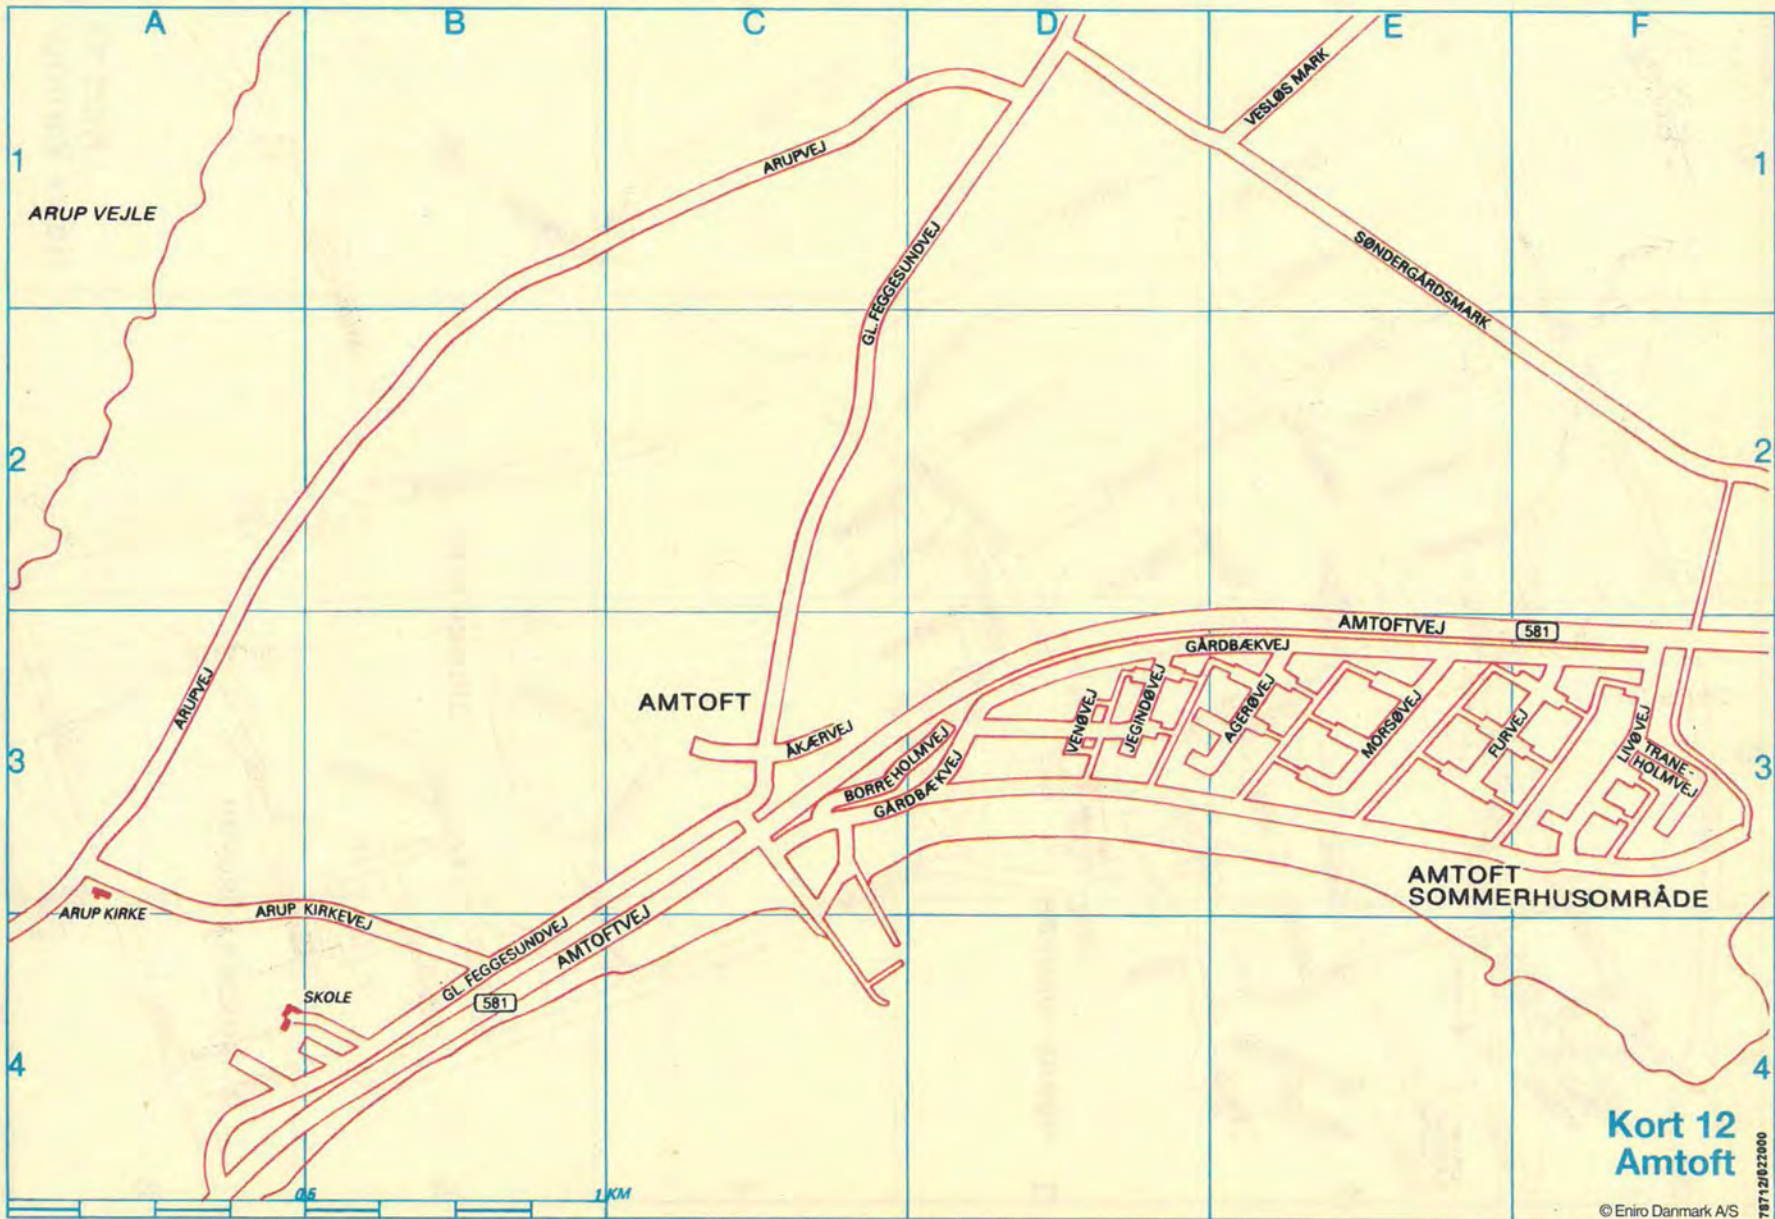 A
B
C
D
E
F
1
1
VESLØS MARK
ARUPVEJ
ARUP VEJLE
GL. FEGGESUNDVEJ
SØNDERGÅRDSMARK
2
2
AMTOFTVEJ
581
GÅRDBÆKVEJ
ARUPVEJ
AMTOFT
VENØVEJ
JEGINDØVEJ
AGERØVEJ
MORSØVEJ
FURVEJ
LIVØVEJ
TRANE-
HOLMVEJ
ÅKÆRVEJ
BORREHOLMVEJ
GÅRDBÆKVEJ
3
3
AMTOFT
SOMMERHUSOMRÅDE
ARUP KIRKE
ARUP KIRKEVEJ
GL. FEGGESUNDVEJ
AMTOFTVEJ
581
SKOLE
4
4
Kort 12
Amtoft
0.5
1 KM
© Eniro Danmark A/S
78712/022000